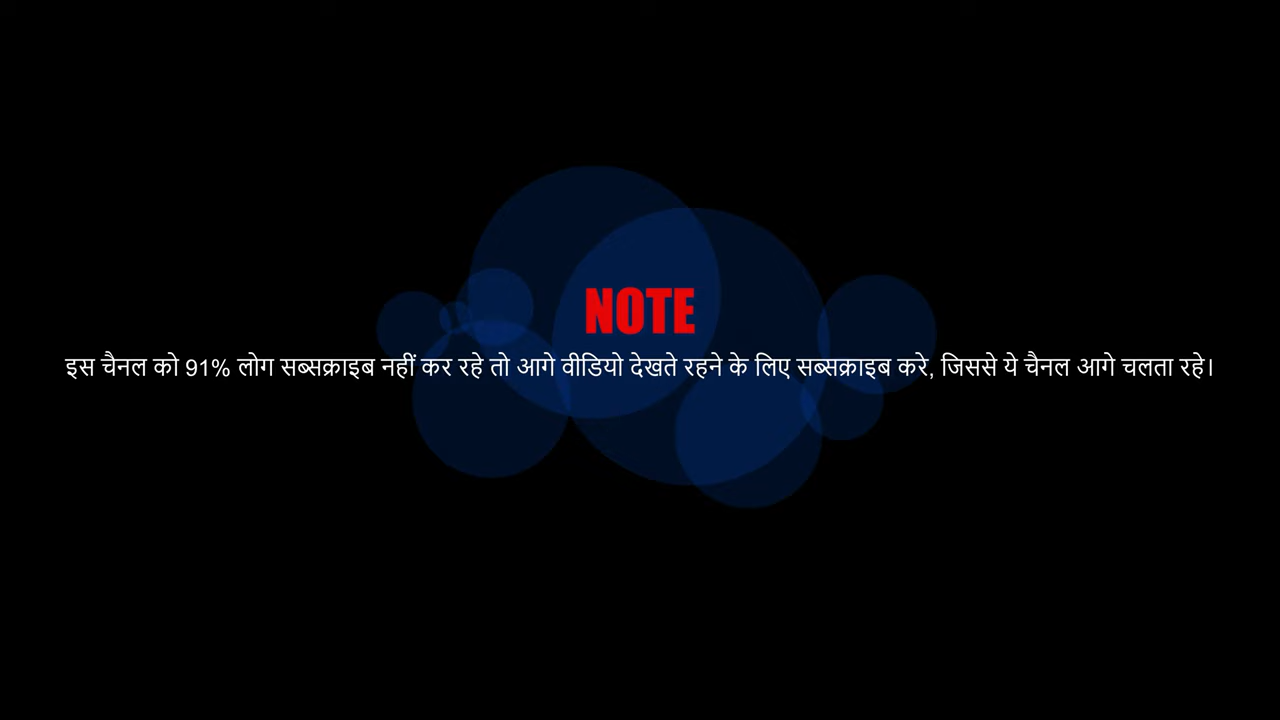 NOTE
इस चैनल को 91% लोग सब्सक्राइब नहीं कर रहे तो आगे वीडियो देखते रहने के लिए सब्सक्राइब करे, जिससे ये चैनल आगे चलता रहे।